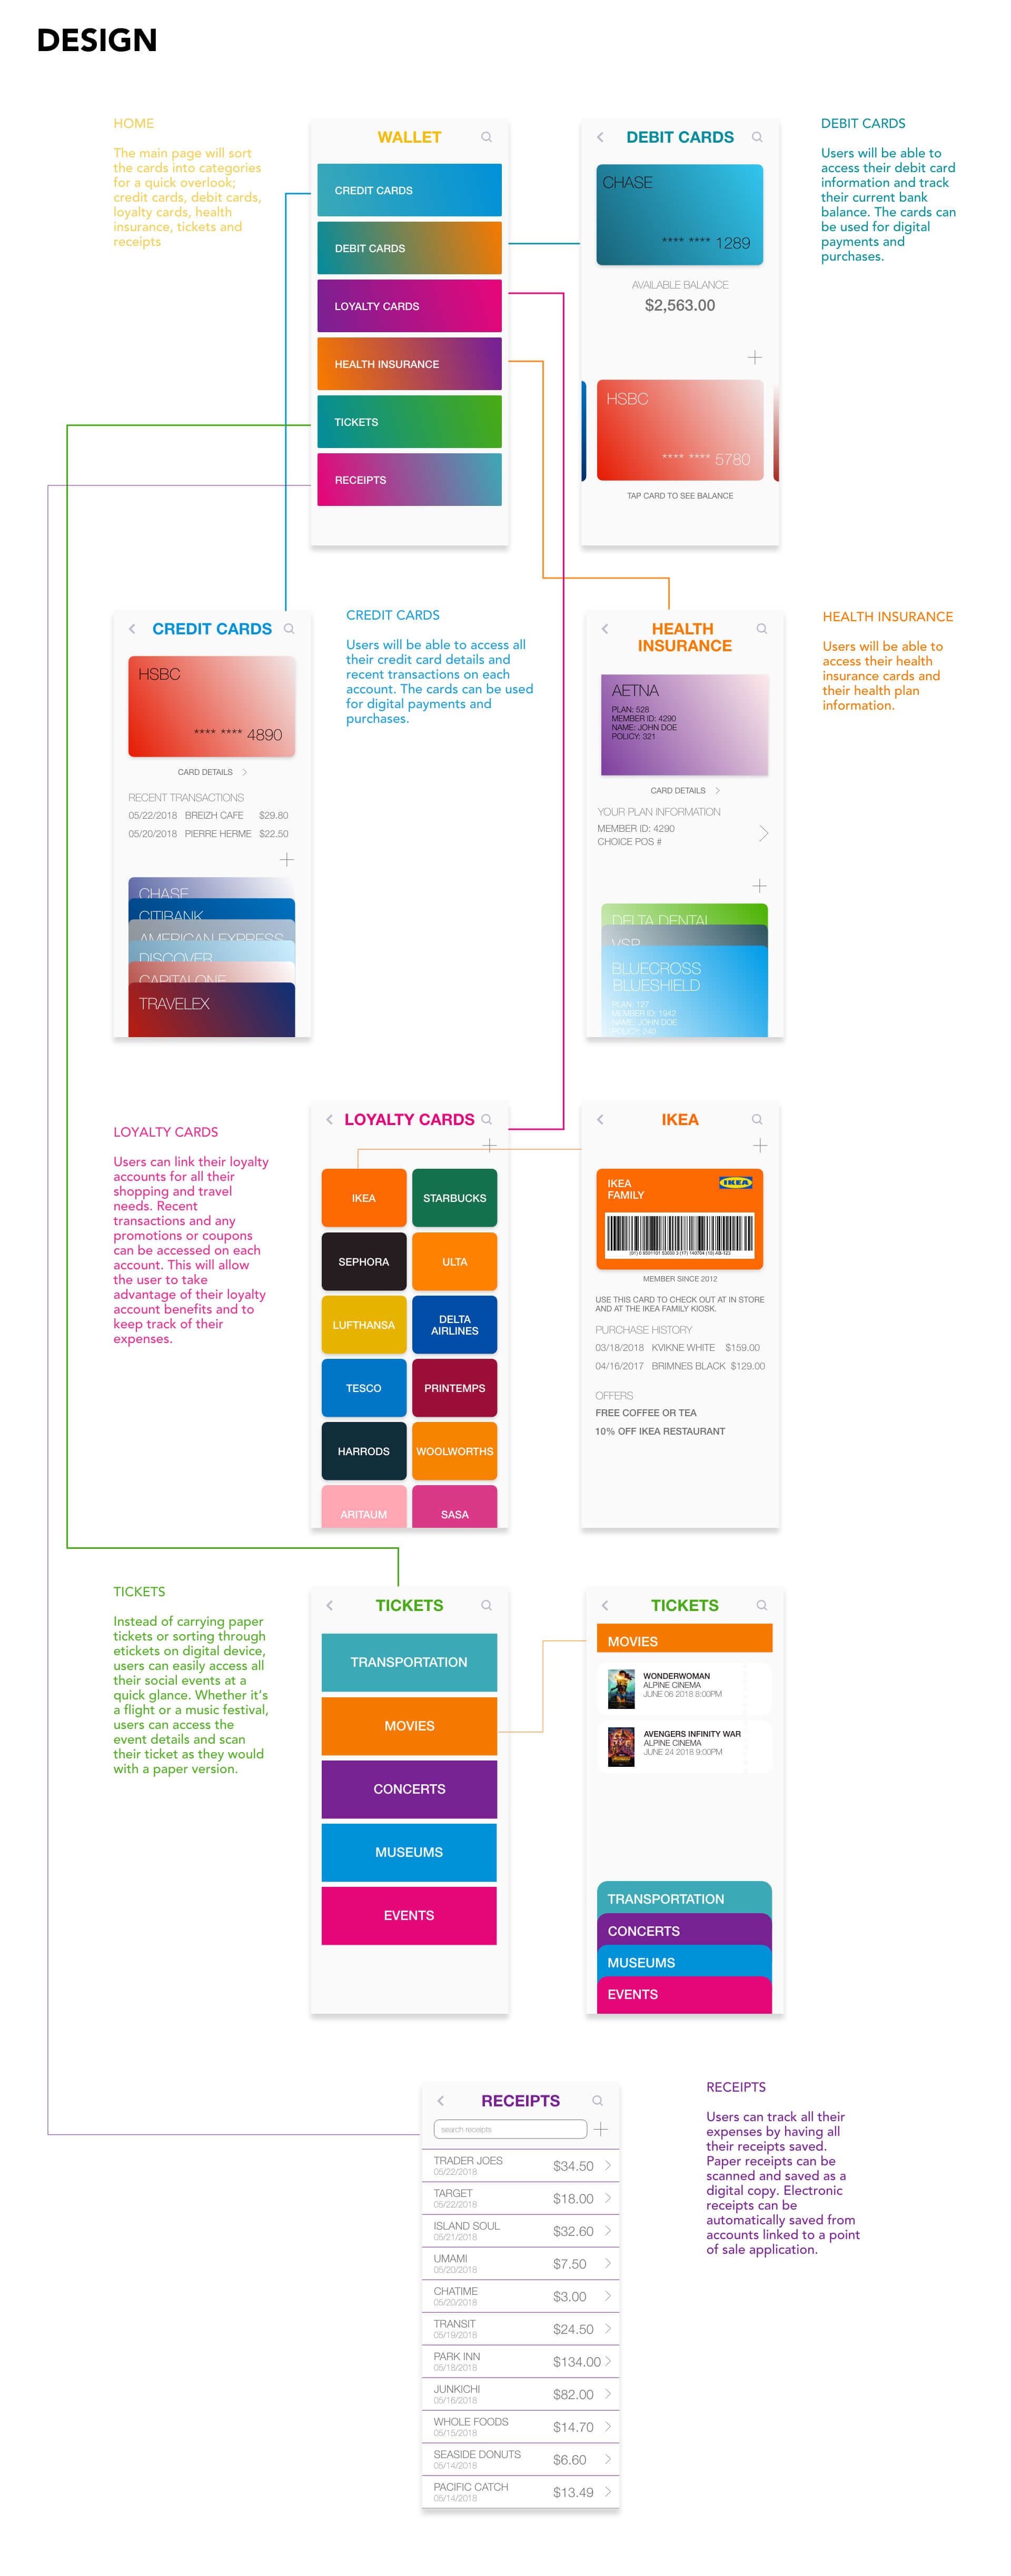 DESIGN
HOME
The main page will sort
the cards into categories
for a quick overlook;
credit cards, debit cards,
loyalty cards, health
insurance, tickets and
receipts
WALLET
CREDIT CARDS
DEBIT CARDS
LOYALTY CARDS
HEALTH INSURANCE
TICKETS
RECEIPTS
DEBIT CARDS
CHASE
**** **** 1289
AVAILABLE BALANCE
$2,563.00
HSBC
**** **** 5780
TAP CARD TO SEE BALANCE
DEBIT CARDS
Users will be able to
access their debit card
information and track
their current bank
balance. The cards can
be used for digital
payments and
purchases.
CREDIT CARDS
HSBC
**** **** 4890
CARD DETAILS
RECENT TRANSACTIONS
05/22/2018 BREIZH CAFE $29.80
05/20/2018 PIERRE HERME $22.50
CHASE
CITIBANK
AMERICAN EXPRESS
DISCOVER
CAPITAL ONE
TRAVELEX
CREDIT CARDS
Users will be able to access all
their credit card details and
recent transactions on each
account. The cards can be used
for digital payments and
purchases.
HEALTH
INSURANCE
AETNA
PLAN: 528
MEMBER ID: 4290
NAME: JOHN DOE
POLICY: 321
CARD DETAILS
YOUR PLAN INFORMATION
MEMBER ID: 4290
CHOICE POS #
DELTA DENTAL
VSP
BLUECROSS
BLUESHIELD
PLAN: 127
MEMBER ID: 1942
NAME: JOHN DOE
POLICY: 240
HEALTH INSURANCE
Users will be able to
access their health
insurance cards and
their health plan
information.
LOYALTY CARDS
Users can link their loyalty
accounts for all their
shopping and travel
needs. Recent
transactions and any
promotions or coupons
can be accessed on each
account. This will allow
the user to take
advantage of their loyalty
account benefits and to
keep track of their
expenses.
LOYALTY CARDS
IKEA
STARBUCKS
SEPHORA
ULTA
LUFTHANSA
DELTA
AIRLINES
TESCO
PRINTEMPS
HARRODS
WOOLWORTHS
ARITAUM
SASA
IKEA
IKEA
FAMILY
IKEA
MEMBER SINCE 2012
USE THIS CARD TO CHECK OUT AT IN STORE
AND AT THE IKEA FAMILY KIOSK.
PURCHASE HISTORY
03/18/2018 KVIKNE WHITE $159.00
04/16/2017 BRIMNES BLACK $129.00
OFFERS
FREE COFFEE OR TEA
10% OFF IKEA RESTAURANT
TICKETS
Instead of carrying paper
tickets or sorting through
etickets on digital device,
users can easily access all
their social events at a
quick glance. Whether it's
a flight or a music festival,
users can access the
event details and scan
their ticket as they would
with a paper version.
TICKETS
TRANSPORTATION
MOVIES
CONCERTS
MUSEUMS
EVENTS
TICKETS
MOVIES
WONDERWOMAN
ALPINE CINEMA
JUNE 06 2018 8:00PM
AVENGERS INFINITY WAR
ALPINE CINEMA
JUNE 24 2018 9:00PM
TRANSPORTATION
CONCERTS
MUSEUMS
EVENTS
RECEIPTS
search receipts
TRADER JOES $34.50
05/22/2018
TARGET $18.00
05/22/2018
ISLAND SOUL $32.60
05/21/2018
UMAMI $7.50
05/20/2018
CHATIME $3.00
05/20/2018
TRANSIT $24.50
05/19/2018
PARK INN $134.00
05/18/2018
JUNKICHI $82.00
05/16/2018
WHOLE FOODS $14.70
05/15/2018
SEASIDE DONUTS $6.60
05/14/2018
PACIFIC CATCH $13.49
05/14/2018
RECEIPTS
Users can track all their
expenses by having all
their receipts saved.
Paper receipts can be
scanned and saved as a
digital copy. Electronic
receipts can be
automatically saved from
accounts linked to a point
of sale application.